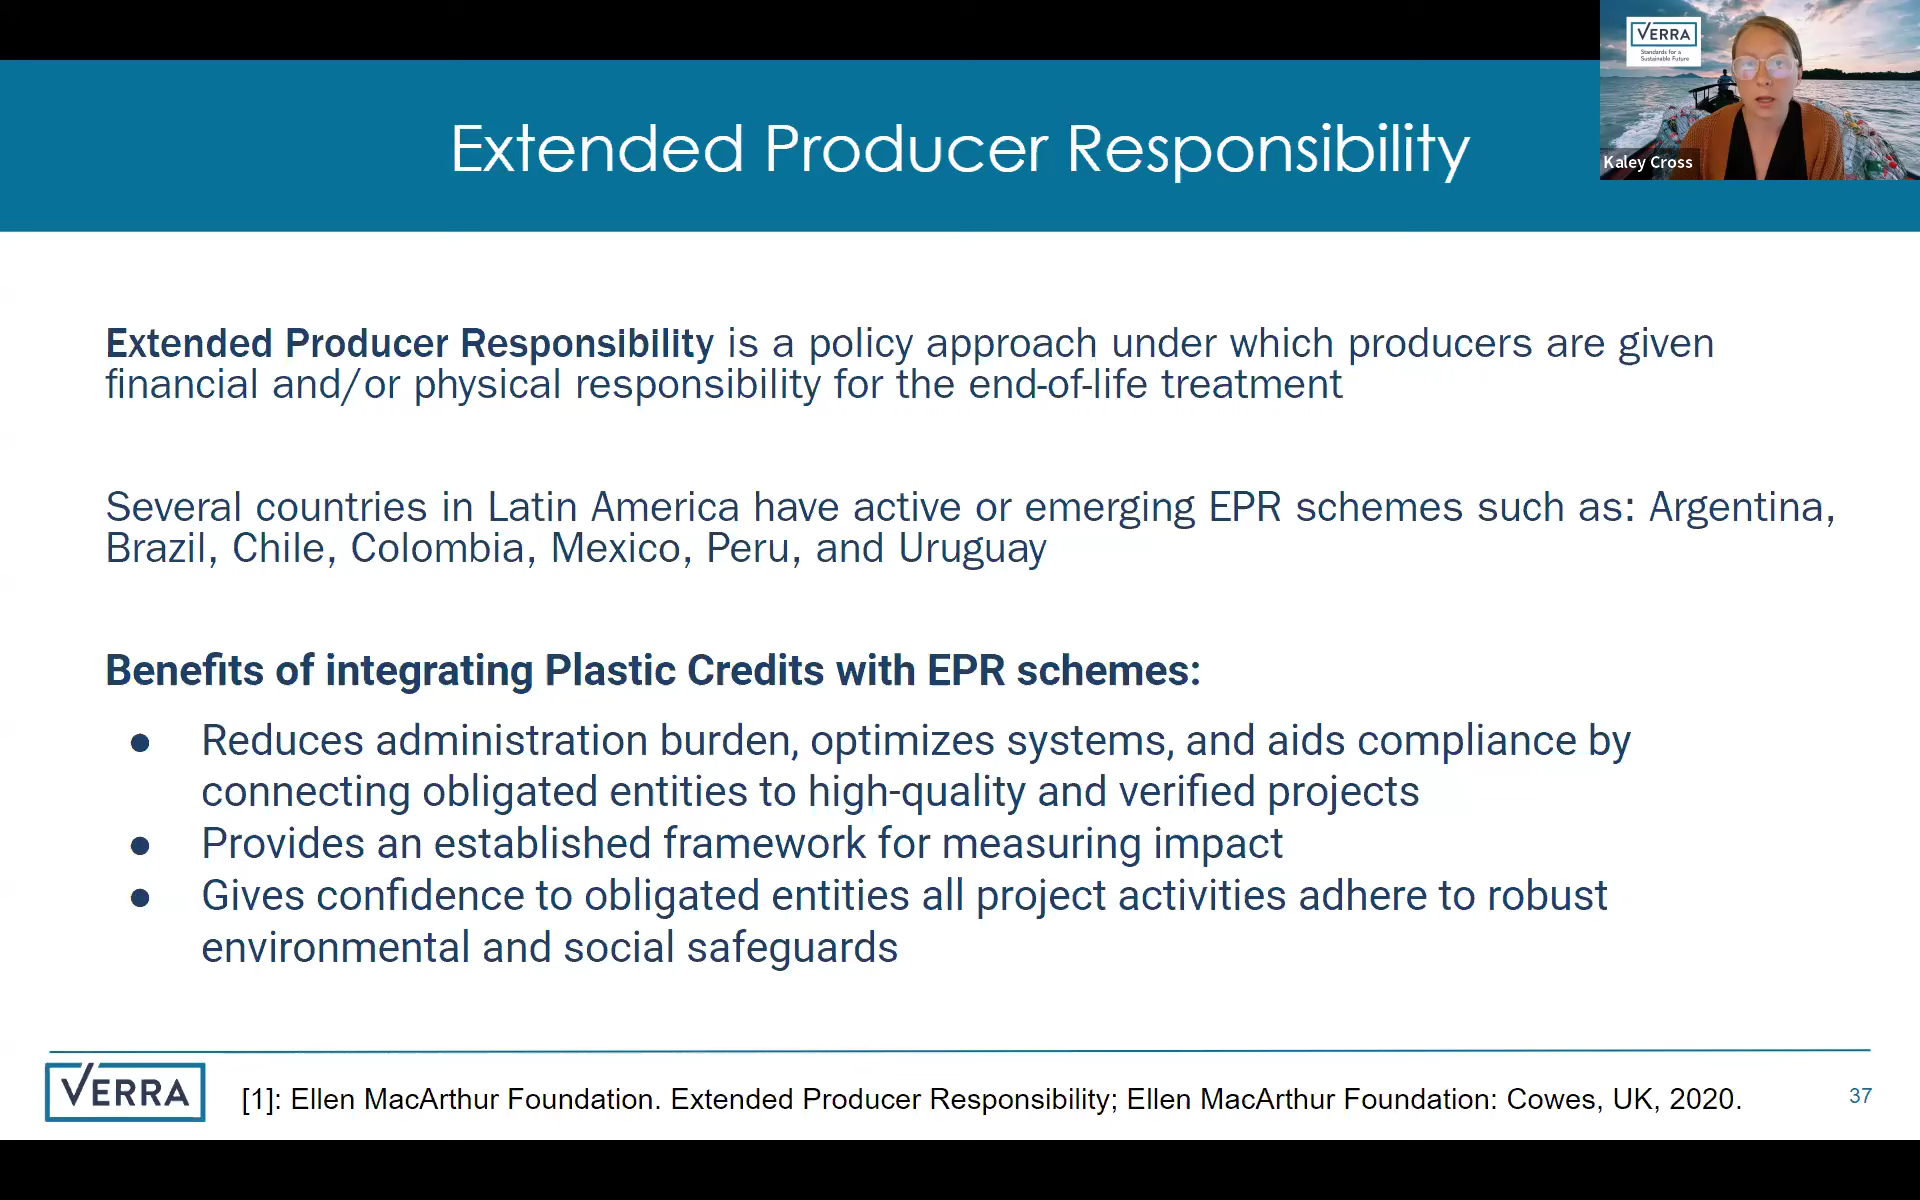 VERRA
Standards for a
Sustainable Future
Kaley Cross
Extended Producer Responsibility
Extended Producer Responsibility is a policy approach under which producers are given
financial and/or physical responsibility for the end-of-life treatment
Several countries in Latin America have active or emerging EPR schemes such as: Argentina,
Brazil, Chile, Colombia, Mexico, Peru, and Uruguay
Benefits of integrating Plastic Credits with EPR schemes:
● Reduces administration burden, optimizes systems, and aids compliance by
connecting obligated entities to high-quality and verified projects
● Provides an established framework for measuring impact
● Gives confidence to obligated entities all project activities adhere to robust
environmental and social safeguards
VERRA
[1]: Ellen MacArthur Foundation. Extended Producer Responsibility; Ellen MacArthur Foundation: Cowes, UK, 2020.
37